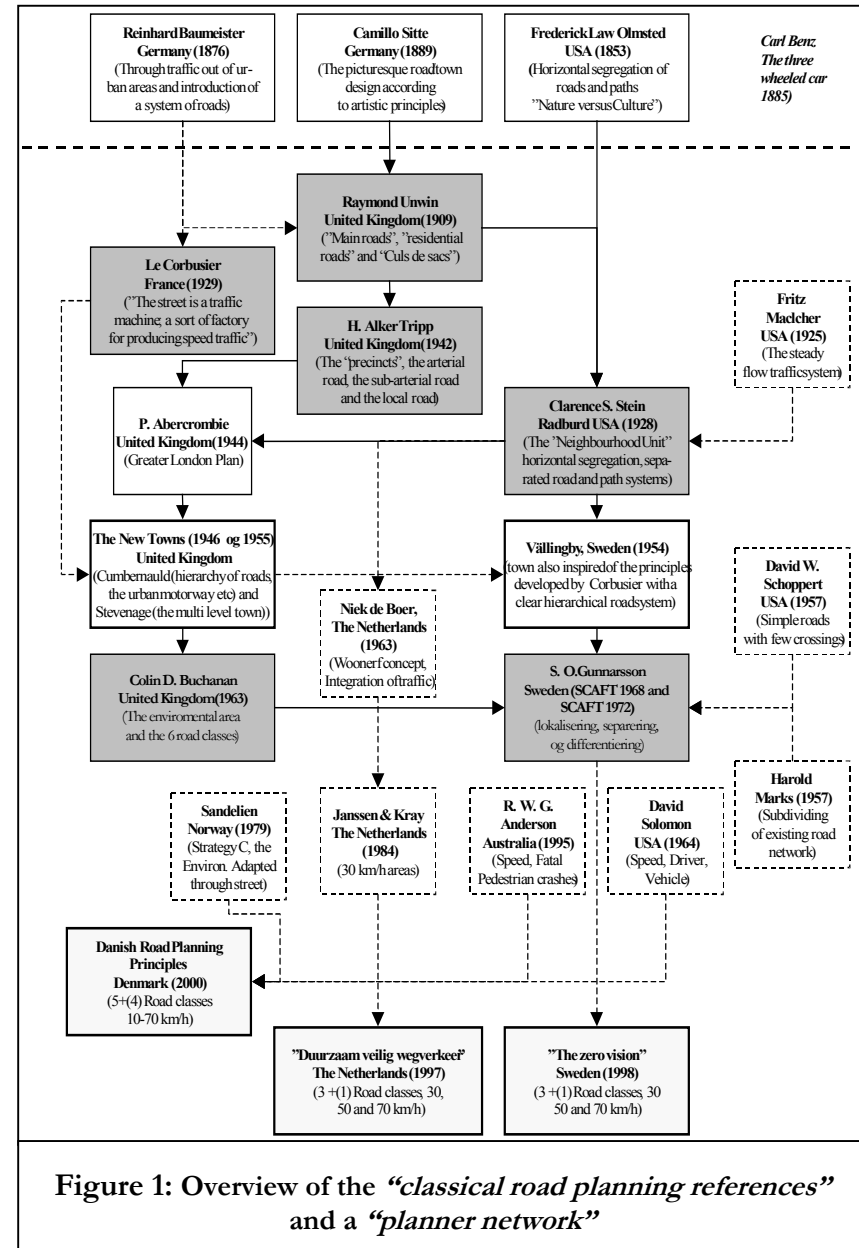 Reinhard Baumeister
Germany (1876)
(Through traffic out of ur-
ban areas and introduction of
a system of roads)
Camillo Sitte
Germany (1889)
(The picturesque roadtown
design according
to artistic principles)
Frederick Law Olmsted
USA (1853)
(Horizontal segregation of
roads and paths
”Nature versus Culture”)
Carl Benz
The three
wheeled car
1885)
Raymond Unwin
United Kingdom (1909)
(”Main roads”, ”residential
roads” and “Culs de sacs”)
Le Corbusier
France (1929)
(”The street is a traffic
machine; a sort of factory
for producing speed traffic”)
H. Alker Tripp
United Kingdom (1942)
(The “precincts”, the arterial
road, the sub-arterial road
and the local road)
Fritz
Maclcher
USA (1925)
(The steady
flow trafficsystem)
P. Abercrombie
United Kingdom (1944)
(Greater London Plan)
Clarence S. Stein
Radburd USA (1928)
(The ”Neighbourhood Unit”
horizontal segregation, sepa-
rated road and path systems)
The New Towns (1946 og 1955)
United Kingdom
(Cumbernauld (hierarchy of roads,
the urban motorway etc) and
Stevenage (the multi level town))
Vällingby, Sweden (1954)
(town also inspired of the principles
developed by Corbusier with a
clear hierarchical roadsystem)
Niek de Boer,
The Netherlands
(1963)
(Woonerf concept,
Integration of traffic)
David W.
Schoppert
USA (1957)
(Simple roads
with few crossings)
Colin D. Buchanan
United Kingdom (1963)
(The enviromental area
and the 6 road classes)
S. O.Gunnarsson
Sweden (SCAFT 1968 and
SCAFT 1972)
(lokalisering, separering,
og differentiering)
Sandelien
Norway (1979)
(Strategy C, the
Environ. Adapted
through street)
Janssen & Kray
The Netherlands
(1984)
(30 km/h areas)
R. W. G.
Anderson
Australia (1995)
(Speed, Fatal
Pedestrian crashes)
David
Solomon
USA (1964)
(Speed, Driver,
Vehicle)
Harold
Marks (1957)
(Subdividing
of existing road
network)
Danish Road Planning
Principles
Denmark (2000)
(5+(4) Road classes
10-70 km/h)
”Duurzaam veilig wegverkeer”
The Netherlands (1997)
(3 +(1) Road classes, 30,
50 and 70 km/h)
”The zero vision”
Sweden (1998)
(3 +(1) Road classes, 30
50 and 70 km/h)
Figure 1: Overview of the “classical road planning references”
and a “planner network”